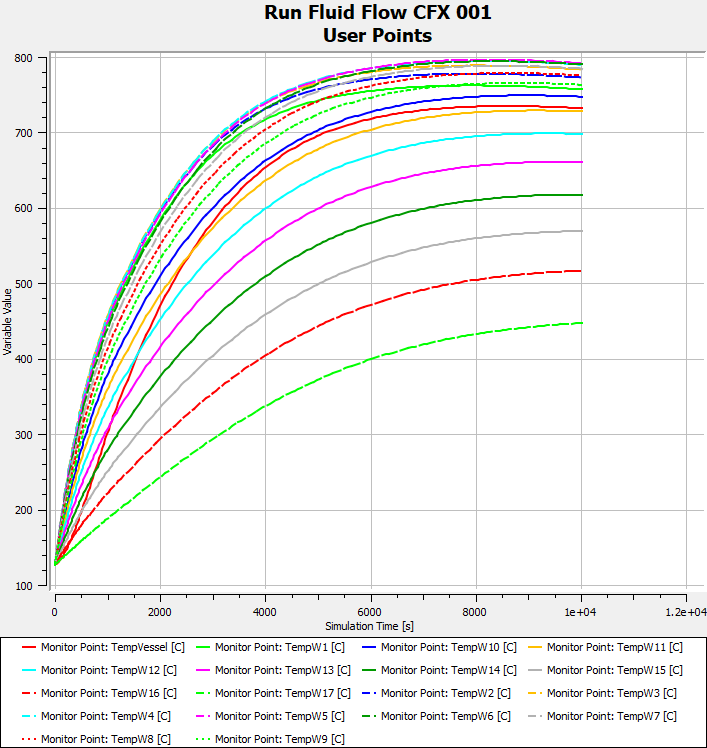 Run Fluid Flow CFX 001
User Points
Variable Value
800
700
600
500
400
300
200
100
0 2000 4000 6000 8000 1e+04 1.2e+04
Simulation Time [s]
Monitor Point: TempVessel [C] Monitor Point: TempW1 [C] Monitor Point: TempW10 [C] Monitor Point: TempW11 [C]
Monitor Point: TempW12 [C] Monitor Point: TempW13 [C] Monitor Point: TempW14 [C] Monitor Point: TempW15 [C]
Monitor Point: TempW16 [C] Monitor Point: TempW17 [C] Monitor Point: TempW2 [C] Monitor Point: TempW3 [C]
Monitor Point: TempW4 [C] Monitor Point: TempW5 [C] Monitor Point: TempW6 [C] Monitor Point: TempW7 [C]
Monitor Point: TempW8 [C] Monitor Point: TempW9 [C]